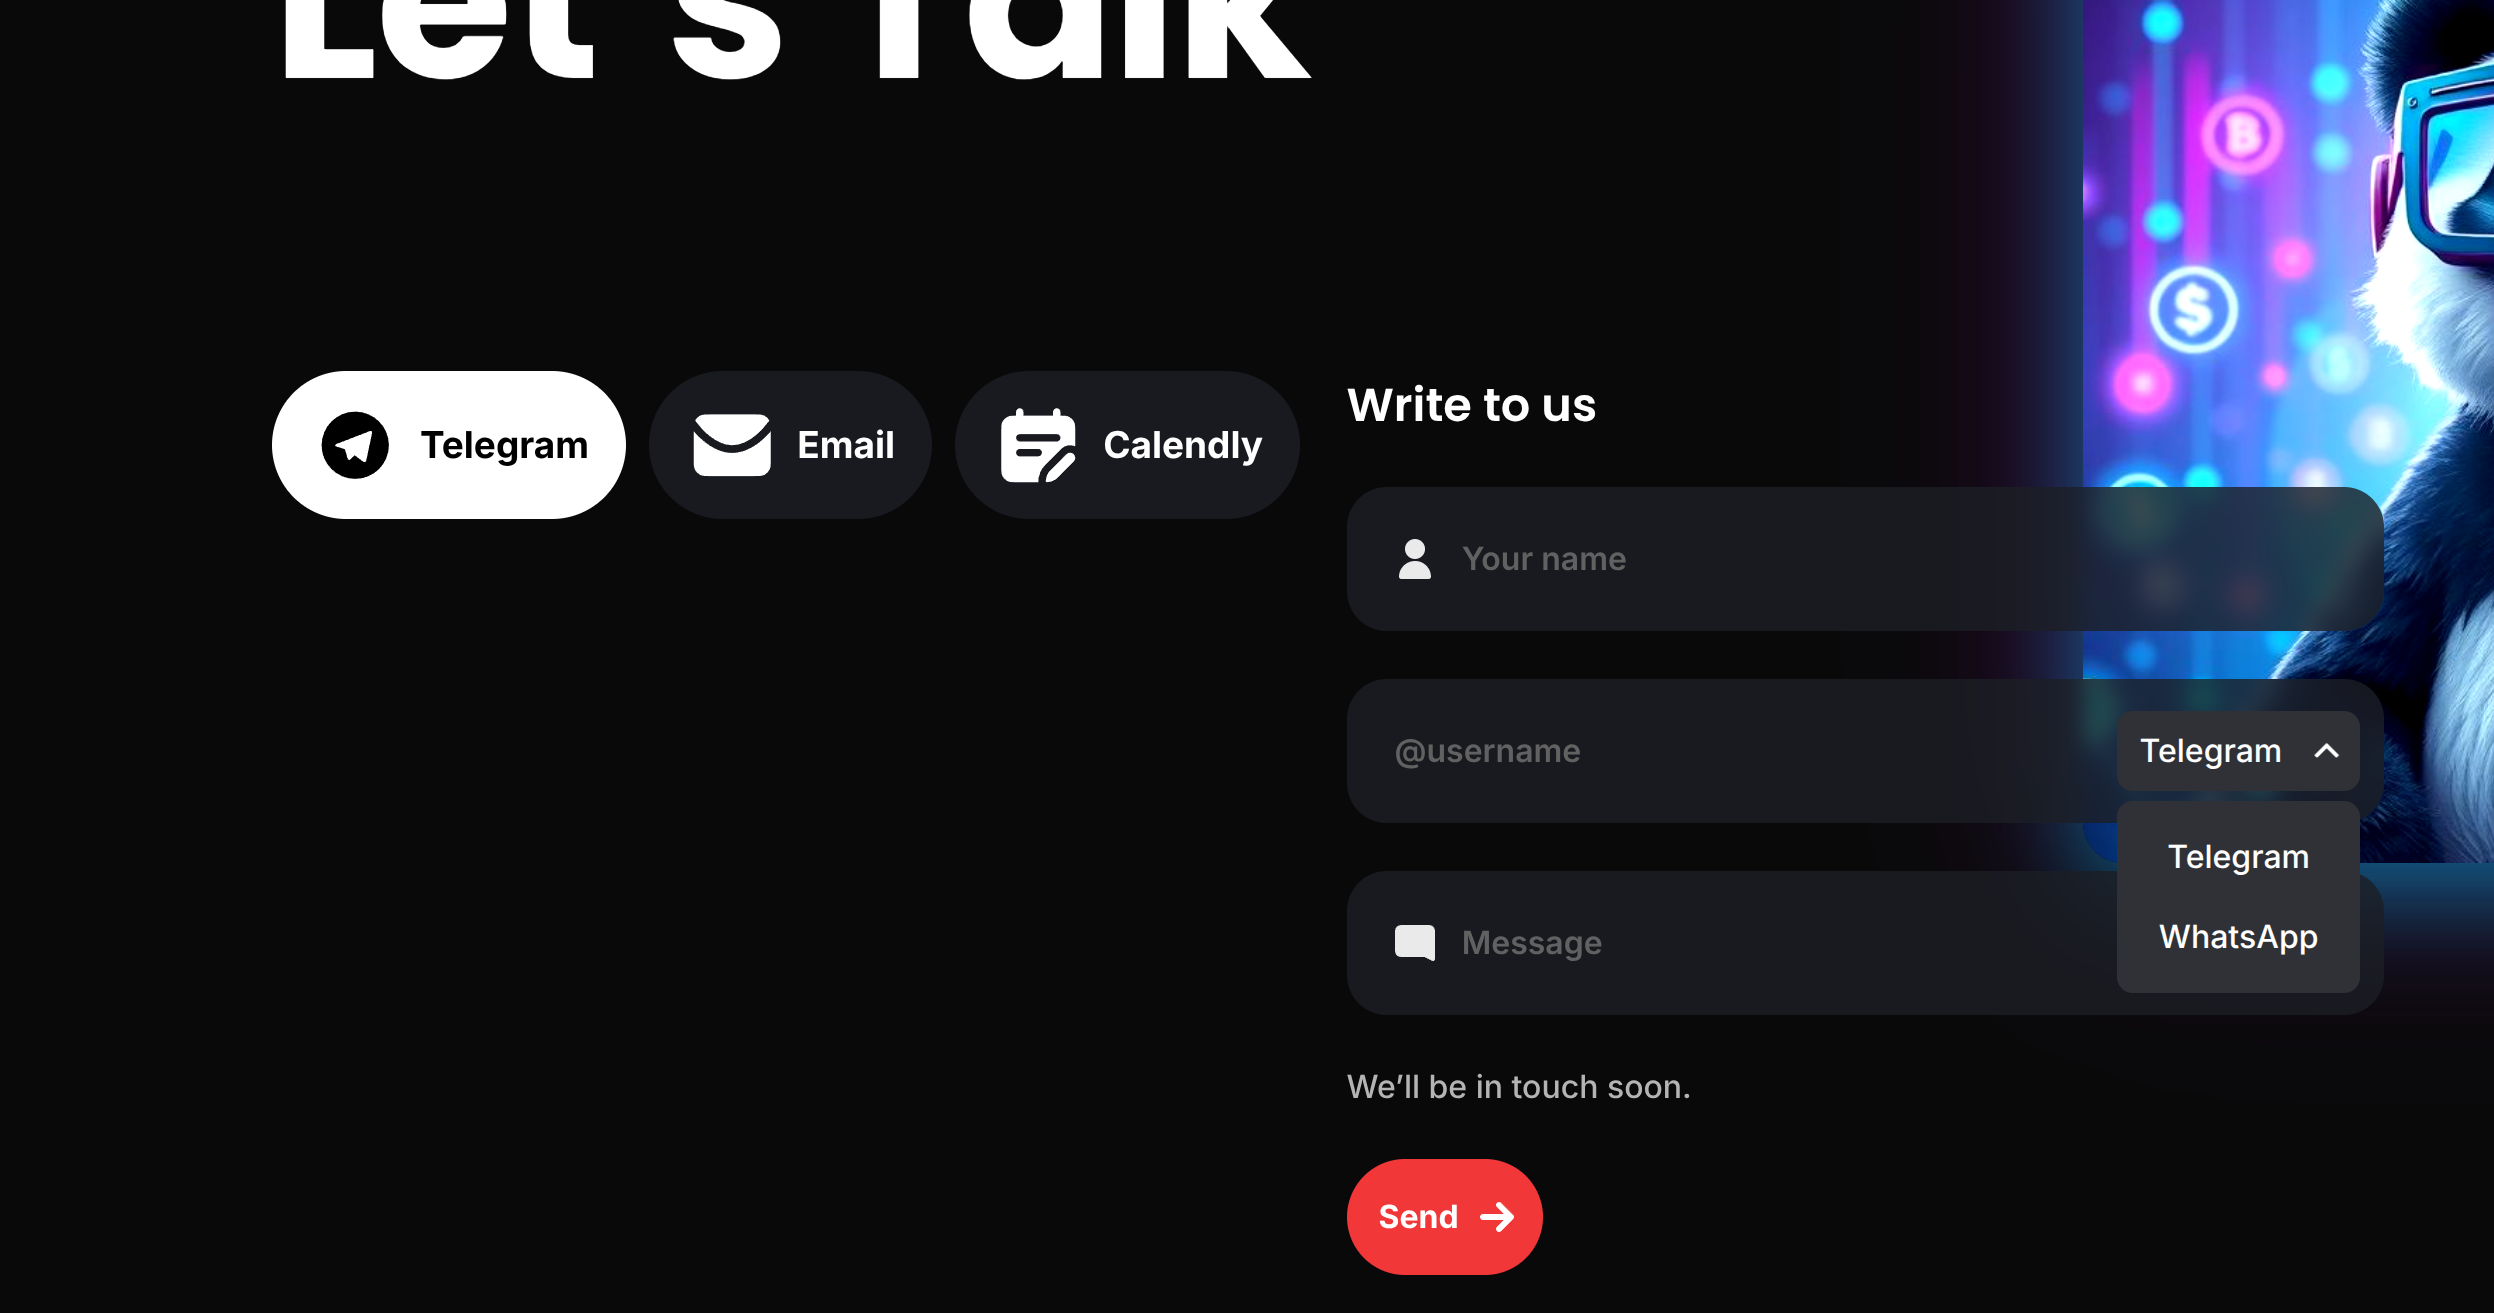 Let's Talk
Telegram
Email
Calendly
Write to us
Your name
@username
Telegram
Telegram
WhatsApp
Message
We’ll be in touch soon.
Send